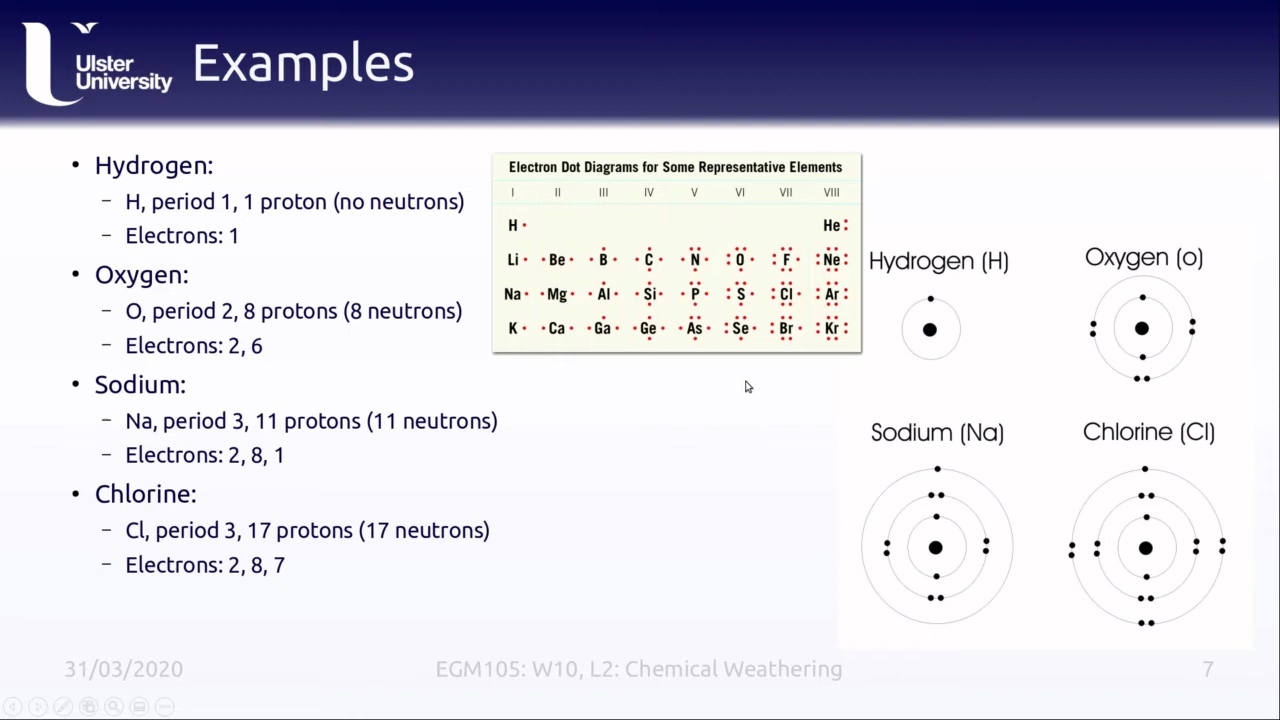 Ulster
University
Examples
• Hydrogen:
– H, period 1, 1 proton (no neutrons)
– Electrons: 1
• Oxygen:
– O, period 2, 8 protons (8 neutrons)
– Electrons: 2, 6
• Sodium:
– Na, period 3, 11 protons (11 neutrons)
– Electrons: 2, 8, 1
• Chlorine:
– Cl, period 3, 17 protons (17 neutrons)
– Electrons: 2, 8, 7
Electron Dot Diagrams for Some Representative Elements
I II III IV V VI VII VIII
H He
Li Be B C N O F Ne
Na Mg Al Si P S Cl Ar
K Ca Ga Ge As Se Br Kr
Hydrogen (H)
Oxygen (o)
Sodium (Na)
Chlorine (Cl)
31/03/2020
EGM105: W10, L2: Chemical Weathering
7